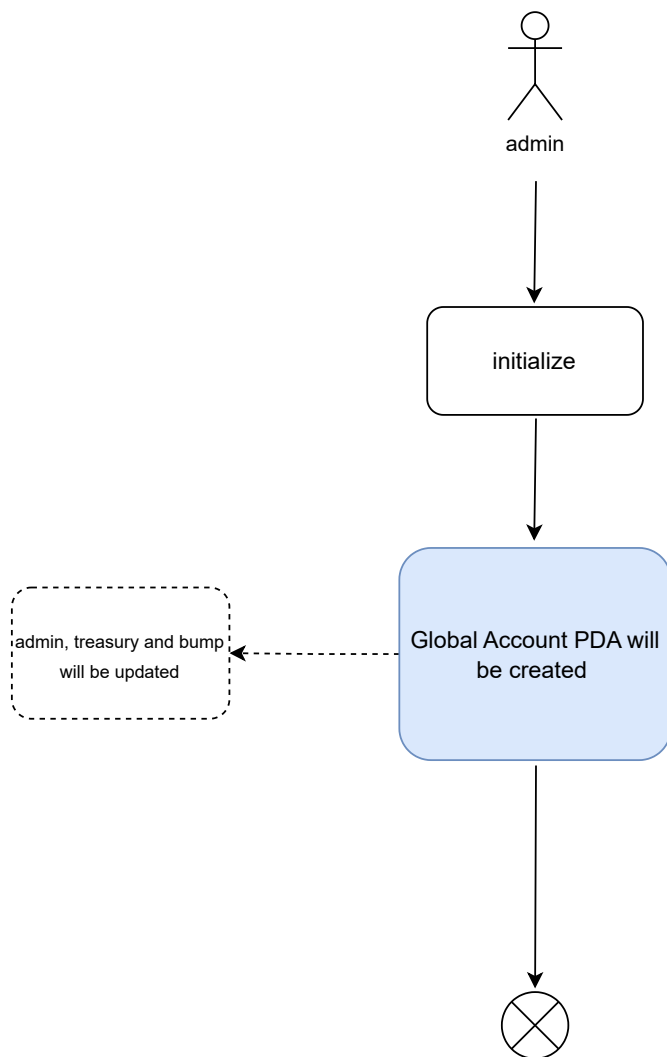 admin
initialize
Global Account PDA will
be created
admin, treasury and bump
will be updated